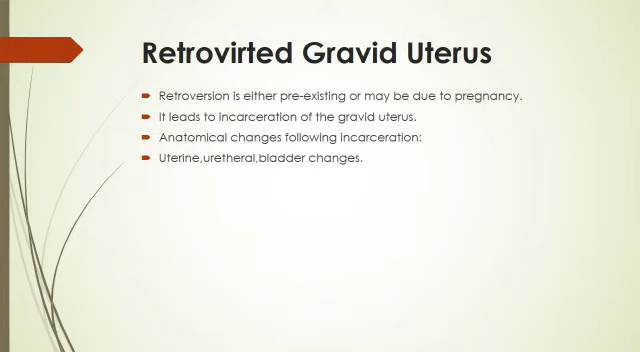 Retrovirted Gravid Uterus
Retroversion is either pre-existing or may be due to pregnancy.
It leads to incarceration of the gravid uterus.
Anatomical changes following incarceration:
Uterine,uretheral,bladder changes.